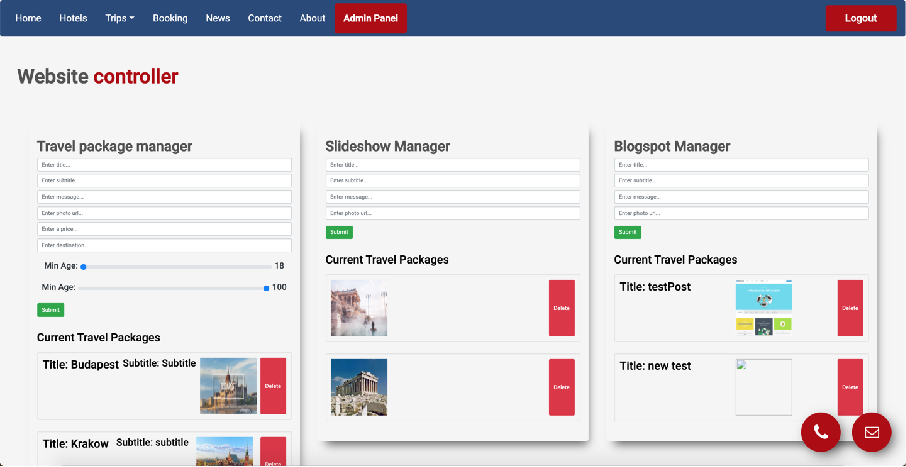 Home Hotels Trips Booking News Contact About Admin Panel Logout
Website controller
Travel package manager
Enter title...
Enter subtitle...
Enter message...
Enter photo url...
Enter a price...
Enter destination...
Min Age: 18
Min Age: 100
Submit
Current Travel Packages
Title: Budapest Subtitle: Subtitle Delete
Title: Krakow Subtitle: subtitle Delete
Slideshow Manager
Enter title...
Enter subtitle...
Enter message...
Enter photo url...
Submit
Current Travel Packages
Delete
Delete
Blogspot Manager
Enter title...
Enter subtitle...
Enter message...
Enter photo url...
Submit
Current Travel Packages
Title: testPost Delete
Title: new test Delete